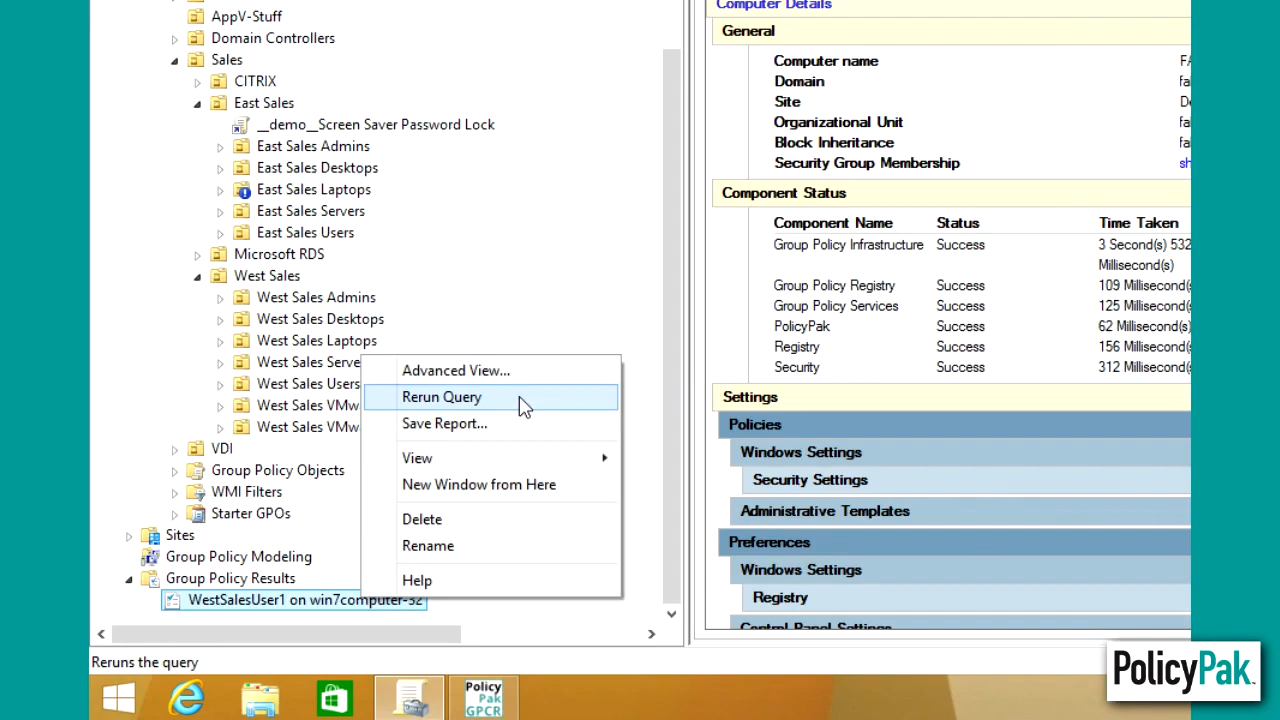 AppV-Stuff
Domain Controllers
Sales
CITRIX
East Sales
__demo__Screen Saver Password Lock
East Sales Admins
East Sales Desktops
East Sales Laptops
East Sales Servers
East Sales Users
Microsoft RDS
West Sales
West Sales Admins
West Sales Desktops
West Sales Laptops
West Sales Serve
West Sales Users
West Sales VMw
West Sales VMw
VDI
Group Policy Objects
WMI Filters
Starter GPOs
Sites
Group Policy Modeling
Group Policy Results
WestSalesUser1 on win7computer-32
Advanced View...
Rerun Query
Save Report...
View
New Window from Here
Delete
Rename
Help
Computer Details
General
Computer name FA
Domain fal
Site De
Organizational Unit fal
Block Inheritance
Security Group Membership sh
Component Status
Component Name Status Time Taken
Group Policy Infrastructure Success 3 Second(s) 532
Millisecond(s)
Group Policy Registry Success 109 Millisecond(s
Group Policy Services Success 125 Millisecond(s
PolicyPak Success 62 Millisecond(s)
Registry Success 156 Millisecond(s
Security Success 312 Millisecond(s
Settings
Policies
Windows Settings
Security Settings
Administrative Templates
Preferences
Windows Settings
Registry
Control Panel Settings
Reruns the query
Policy
Pak
GPCR
PolicyPak